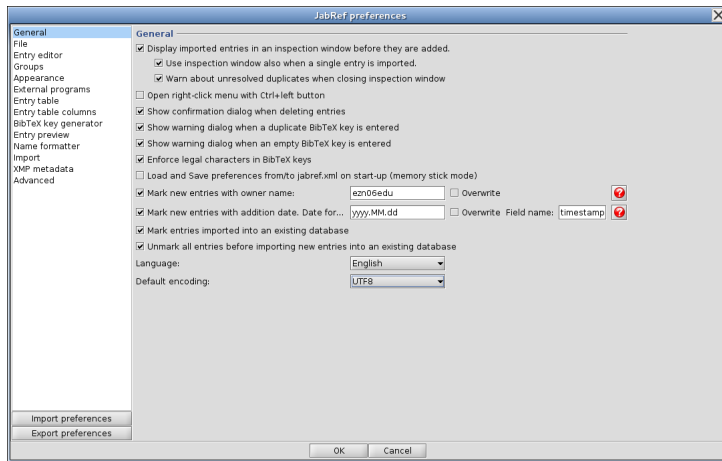 JabRef preferences
General
File
Entry editor
Groups
Appearance
External programs
Entry table
Entry table columns
BibTeX key generator
Entry preview
Name formatter
Import
XMP metadata
Advanced
Import preferences
Export preferences
General
Display imported entries in an inspection window before they are added.
Use inspection window also when a single entry is imported.
Warn about unresolved duplicates when closing inspection window
Open right-click menu with Ctrl+left button
Show confirmation dialog when deleting entries
Show warning dialog when a duplicate BibTeX key is entered
Show warning dialog when an empty BibTeX key is entered
Enforce legal characters in BibTeX keys
Load and Save preferences from/to jabref.xml on start-up (memory stick mode)
Mark new entries with owner name: ezn06edu Overwrite ?
Mark new entries with addition date. Date for... yyyy.MM.dd Overwrite Field name: timestamp ?
Mark entries imported into an existing database
Unmark all entries before importing new entries into an existing database
Language: English
Default encoding: UTF8
OK Cancel